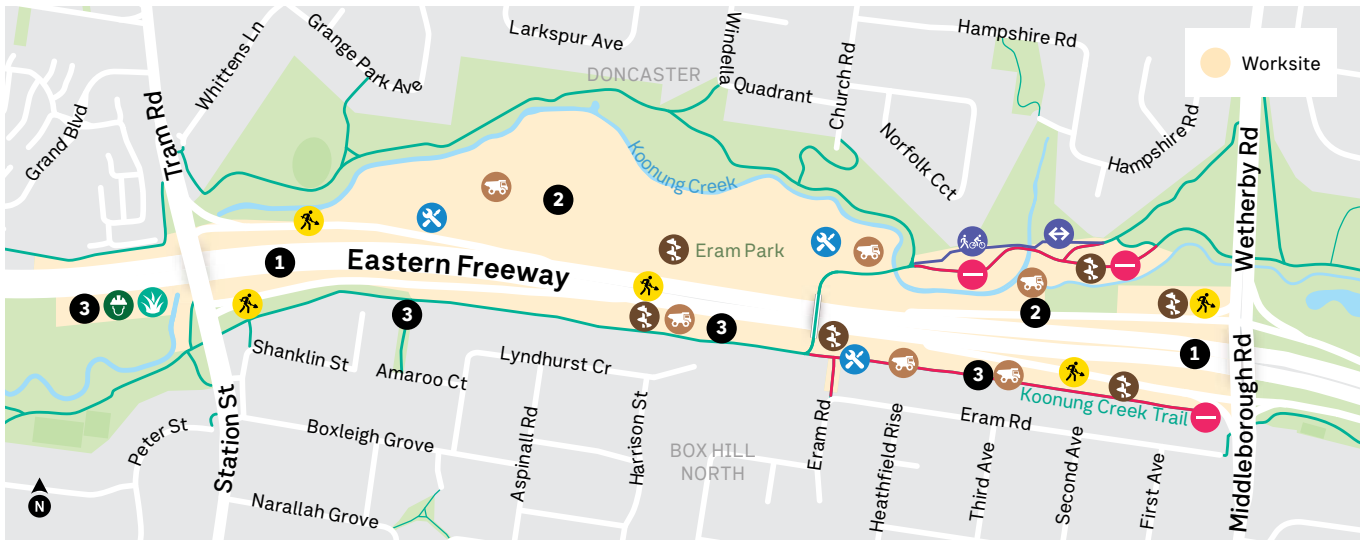 Whittens Ln
Grange Park Ave
Larkspur Ave
DONCASTER
Windella
Quadrant
Church Rd
Hampshire Rd
Worksite
Grand Blvd
Tram Rd
Koonung Creek
Norfolk Cct
Hampshire Rd
Wetherby Rd
2
1
Eastern Freeway
Eram Park
3
3
3
2
1
3
Shanklin St
Amaroo Ct
Lyndhurst Cr
Koonung Creek Trail
Peter St
Station St
Boxleigh Grove
Aspinall Rd
Harrison St
BOX HILL
NORTH
Eram Rd
Heathfield Rise
Eram Rd
Third Ave
Second Ave
First Ave
Middleborough Rd
Narallah Grove
N